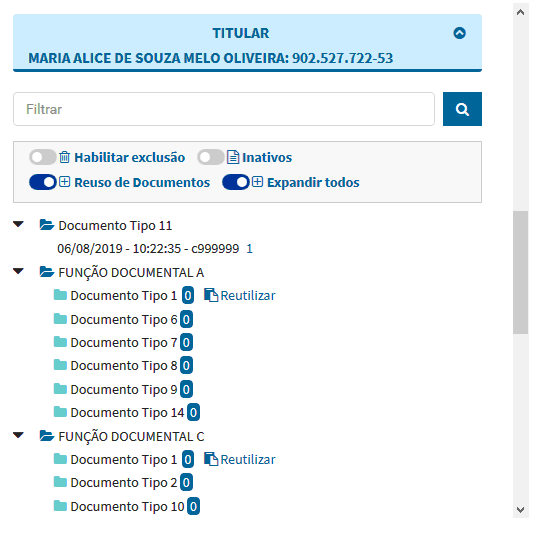 TITULAR
MARIA ALICE DE SOUZA MELO OLIVEIRA: 902.527.722-53
Filtrar
Habilitar exclusão Inativos
Reuso de Documentos Expandir todos
Documento Tipo 11
06/08/2019 - 10:22:35 - c999999 1
FUNÇÃO DOCUMENTAL A
Documento Tipo 1 0 Reutilizar
Documento Tipo 6 0
Documento Tipo 7 0
Documento Tipo 8 0
Documento Tipo 9 0
Documento Tipo 14 0
FUNÇÃO DOCUMENTAL C
Documento Tipo 1 0 Reutilizar
Documento Tipo 2 0
Documento Tipo 10 0